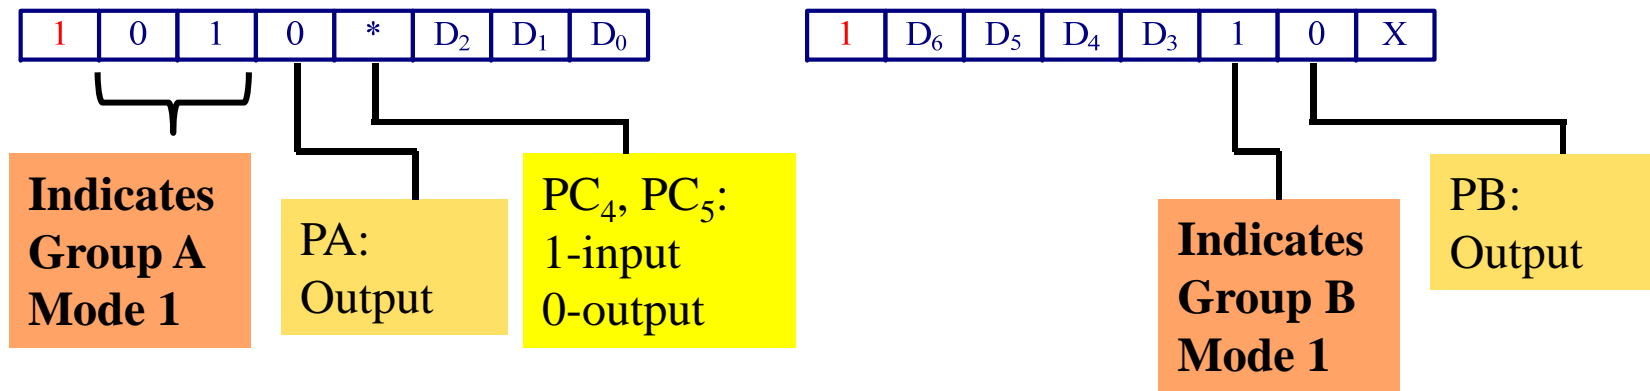 1 0 1 0 * D₂ D₁ D₀
1 D₆ D₅ D₄ D₃ 1 0 X
Indicates
Group A
Mode 1
PA:
Output
PC₄, PC₅:
1-input
0-output
Indicates
Group B
Mode 1
PB:
Output